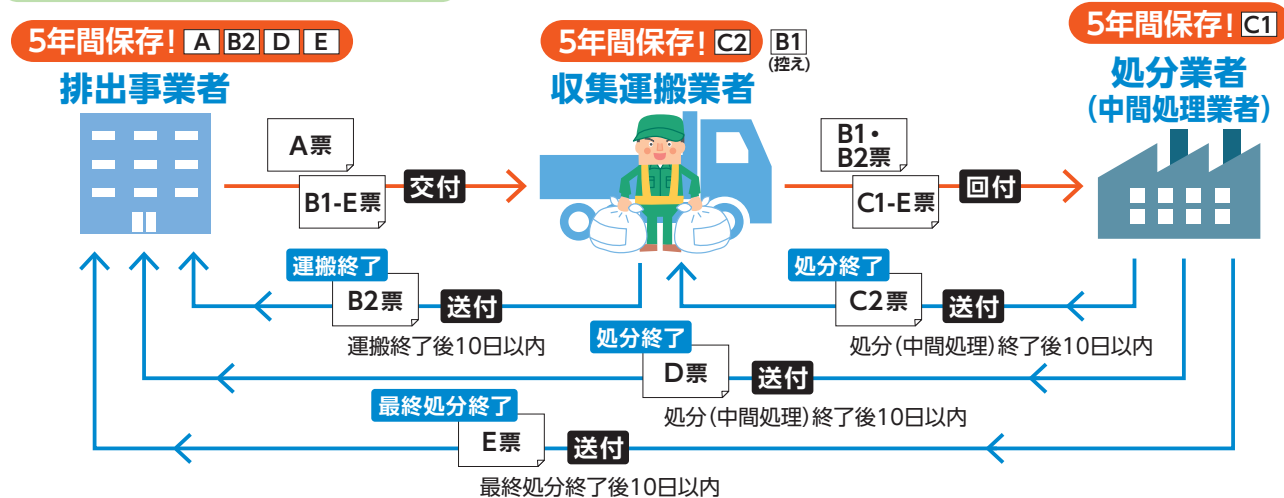 5年間保存! A B2 D E
排出事業者
5年間保存! C2 B1
(控え)
収集運搬業者
5年間保存! C1
処分業者
(中間処理業者)
A票
B1-E票
交付
B1・
B2票
C1-E票
回付
運搬終了
B2票
送付
運搬終了後10日以内
処分終了
C2票
送付
処分(中間処理)終了後10日以内
処分終了
D票
送付
処分(中間処理)終了後10日以内
最終処分終了
E票
送付
最終処分終了後10日以内